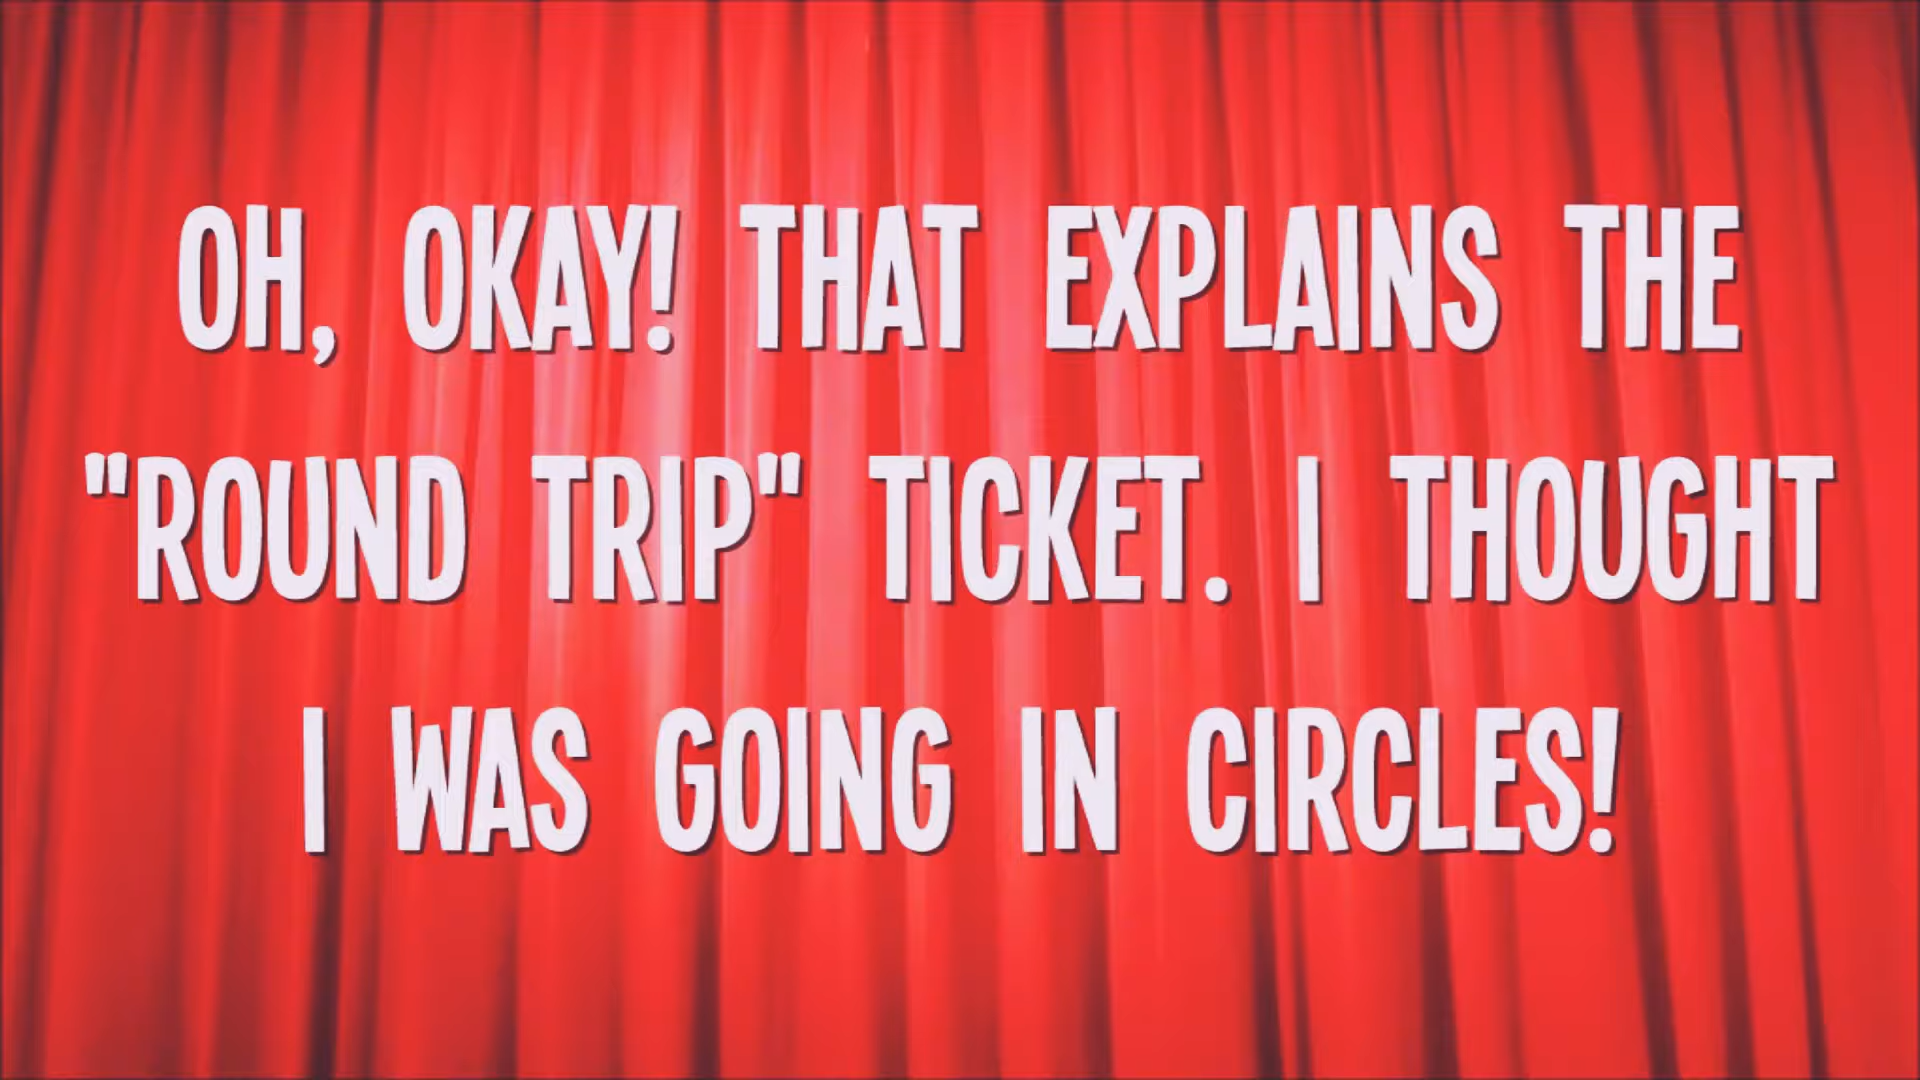 OH, OKAY! THAT EXPLAINS THE
"ROUND TRIP" TICKET. I THOUGHT
I WAS GOING IN CIRCLES!